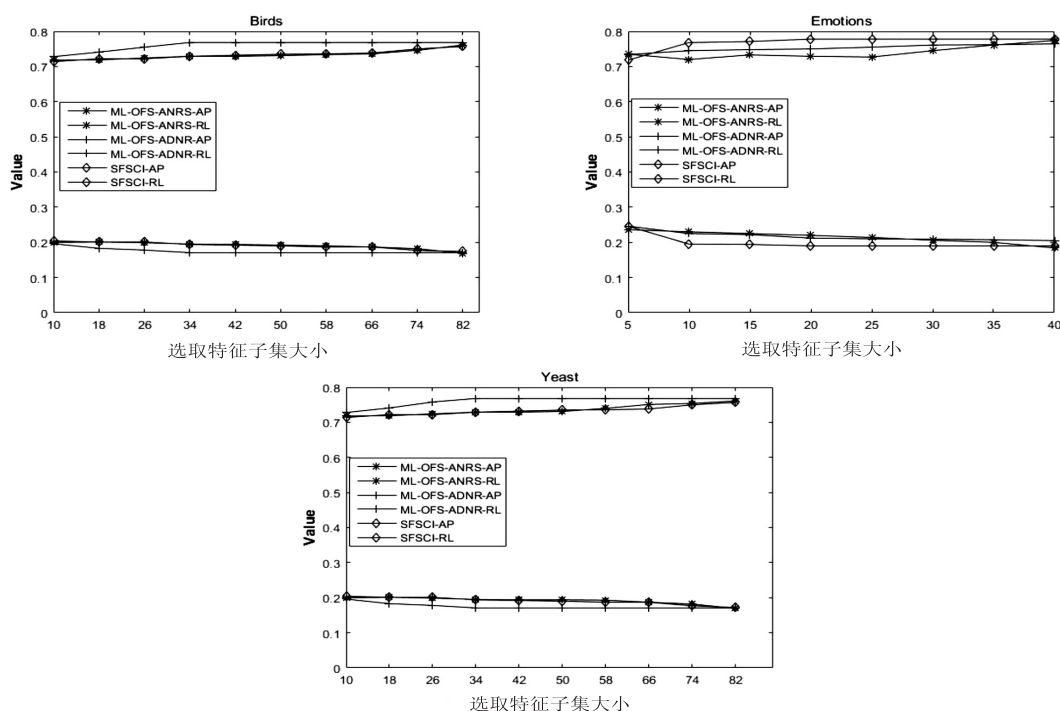 Birds
Value
0.8
0.7
0.6
0.5
0.4
0.3
0.2
0.1
0
ML-OFS-ANRS-AP
ML-OFS-ANRS-RL
ML-OFS-ADNR-AP
ML-OFS-ADNR-RL
SFSCI-AP
SFSCI-RL
10 18 26 34 42 50 58 66 74 82
选取特征子集大小
Emotions
Value
0.8
0.7
0.6
0.5
0.4
0.3
0.2
0.1
0
ML-OFS-ANRS-AP
ML-OFS-ANRS-RL
ML-OFS-ADNR-AP
ML-OFS-ADNR-RL
SFSCI-AP
SFSCI-RL
5 10 15 20 25 30 35 40
选取特征子集大小
Yeast
Value
0.8
0.7
0.6
0.5
0.4
0.3
0.2
0.1
0
ML-OFS-ANRS-AP
ML-OFS-ANRS-RL
ML-OFS-ADNR-AP
ML-OFS-ADNR-RL
SFSCI-AP
SFSCI-RL
10 18 26 34 42 50 58 66 74 82
选取特征子集大小